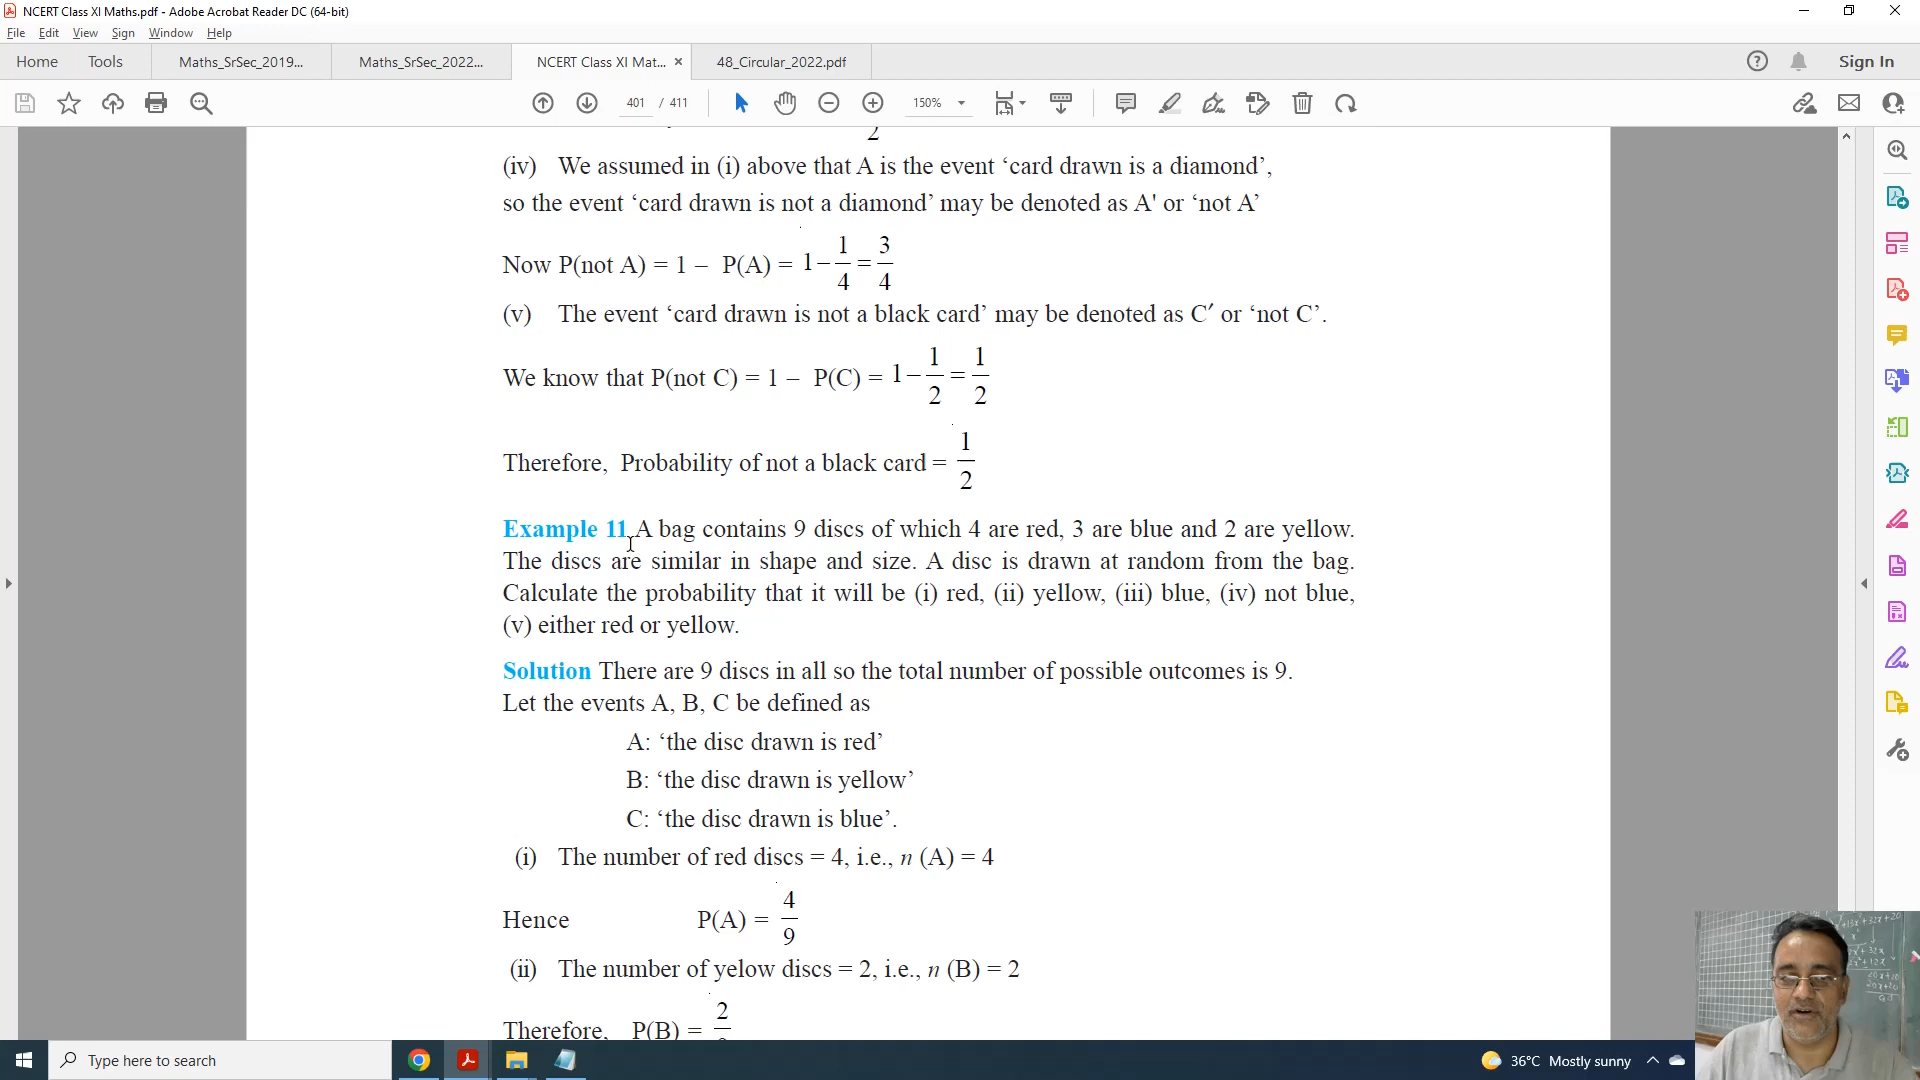 NCERT Class XI Maths.pdf - Adobe Acrobat Reader DC (64-bit)
File Edit View Sign Window Help
Home Tools Maths_SrSec_2019... Maths_SrSec_2022... NCERT Class XI Mat... × 48_Circular_2022.pdf Sign In
401 / 411 150%
2
(iv) We assumed in (i) above that A is the event ‘card drawn is a diamond’,
so the event ‘card drawn is not a diamond’ may be denoted as A' or ‘not A’
Now P(not A) = 1 – P(A) = 1 − 1/4 = 3/4
(v) The event ‘card drawn is not a black card’ may be denoted as C′ or ‘not C’.
We know that P(not C) = 1 – P(C) = 1 − 1/2 = 1/2
Therefore, Probability of not a black card = 1/2
Example 11 A bag contains 9 discs of which 4 are red, 3 are blue and 2 are yellow.
The discs are similar in shape and size. A disc is drawn at random from the bag.
Calculate the probability that it will be (i) red, (ii) yellow, (iii) blue, (iv) not blue,
(v) either red or yellow.
Solution There are 9 discs in all so the total number of possible outcomes is 9.
Let the events A, B, C be defined as
A: ‘the disc drawn is red’
B: ‘the disc drawn is yellow’
C: ‘the disc drawn is blue’.
(i) The number of red discs = 4, i.e., n (A) = 4
Hence P(A) = 4/9
(ii) The number of yelow discs = 2, i.e., n (B) = 2
Therefore, P(B) = 2
Type here to search 36°C Mostly sunny